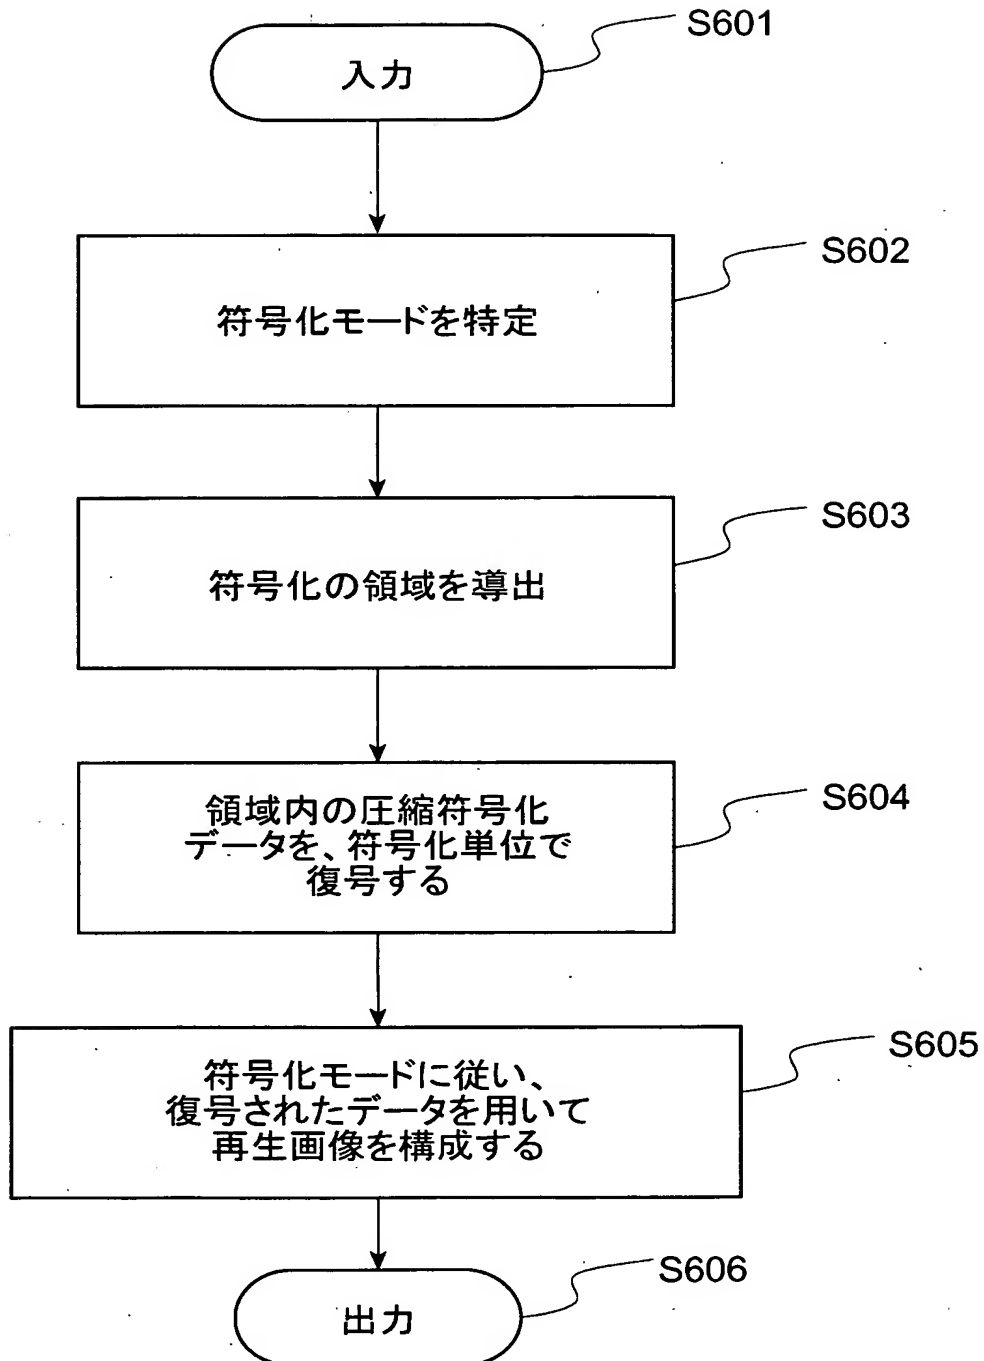 S601
入力
S602
符号化モードを特定
S603
符号化の領域を導出
S604
領域内の圧縮符号化
データを、符号化単位で
復号する
S605
符号化モードに従い、
復号されたデータを用いて
再生画像を構成する
S606
出力